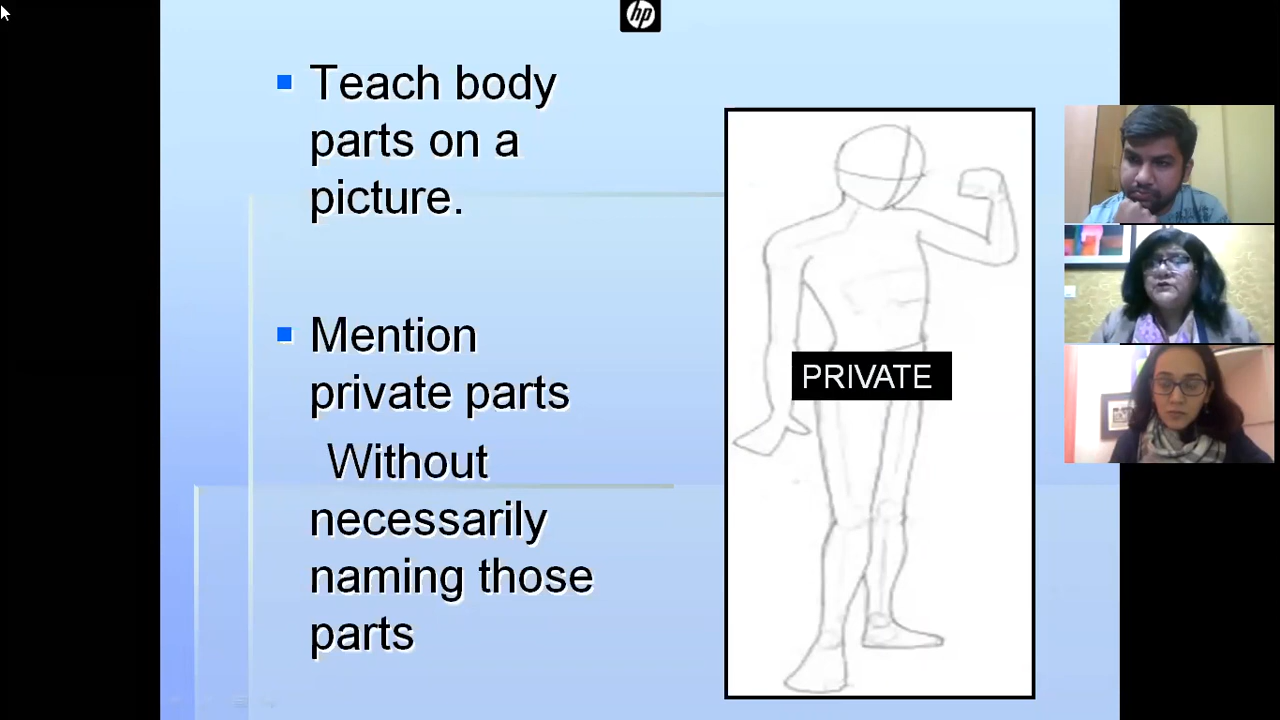 hp
Teach body
parts on a
picture.
Mention
private parts
Without
necessarily
naming those
parts
PRIVATE